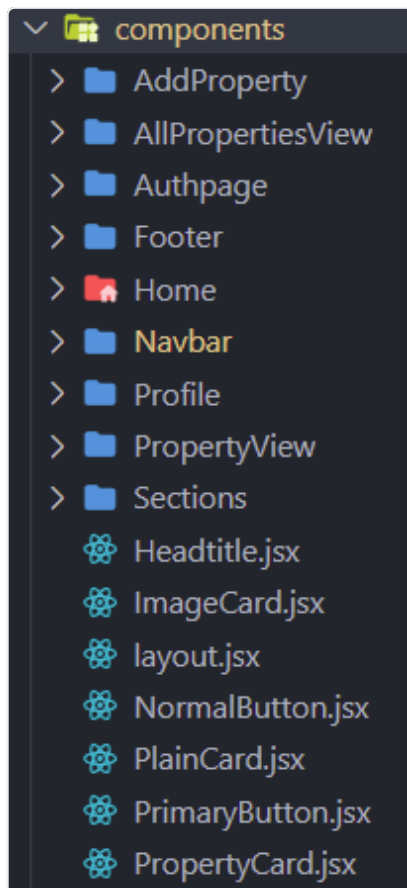 components
AddProperty
AllPropertiesView
Authpage
Footer
Home
Navbar
Profile
PropertyView
Sections
Headtitle.jsx
ImageCard.jsx
layout.jsx
NormalButton.jsx
PlainCard.jsx
PrimaryButton.jsx
PropertyCard.jsx